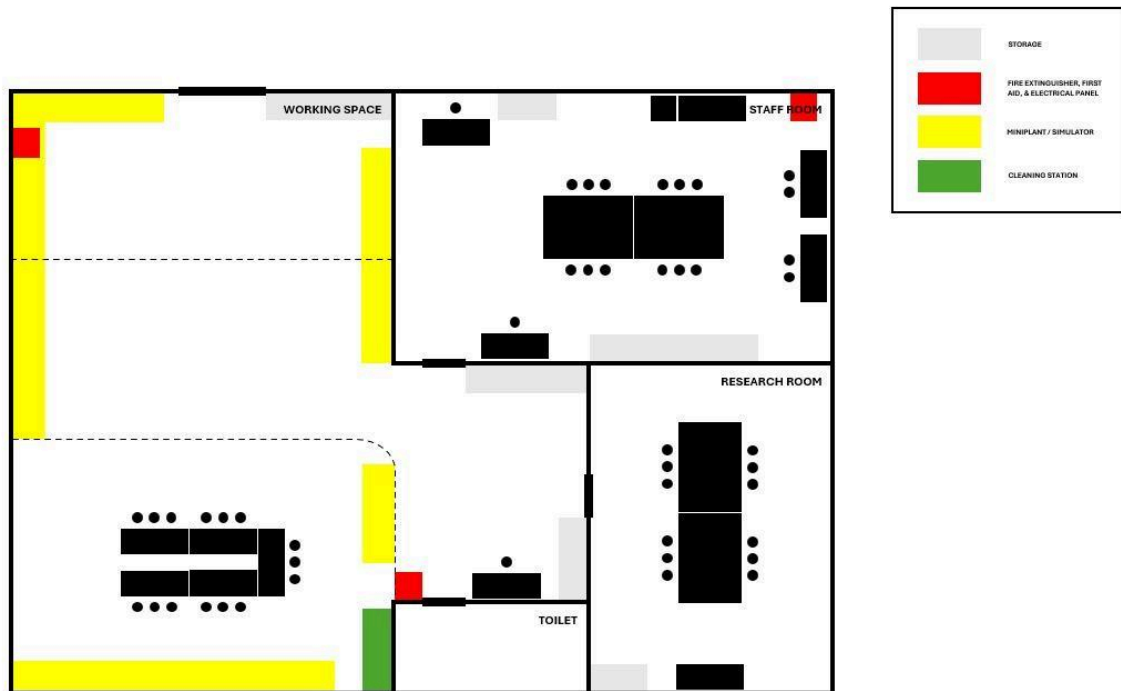 STORAGE
FIRE EXTINGUISHER, FIRST
AID, & ELECTRICAL PANEL
MINIPLANT / SIMULATOR
CLEANING STATION
WORKING SPACE
STAFF ROOM
RESEARCH ROOM
TOILET